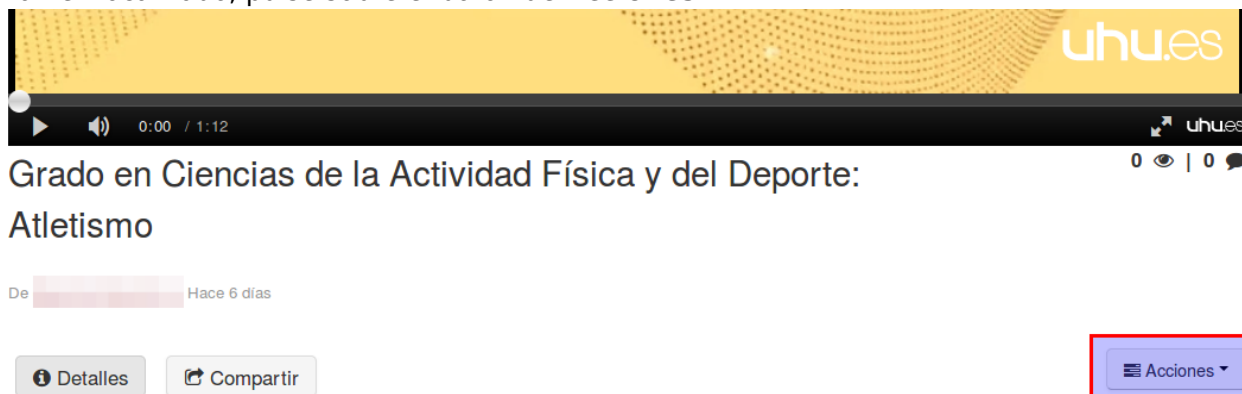 uhu.es
0:00 / 1:12
uhu.es
Grado en Ciencias de la Actividad Física y del Deporte:
Atletismo
0 | 0
De
Hace 6 días
Detalles
Compartir
Acciones